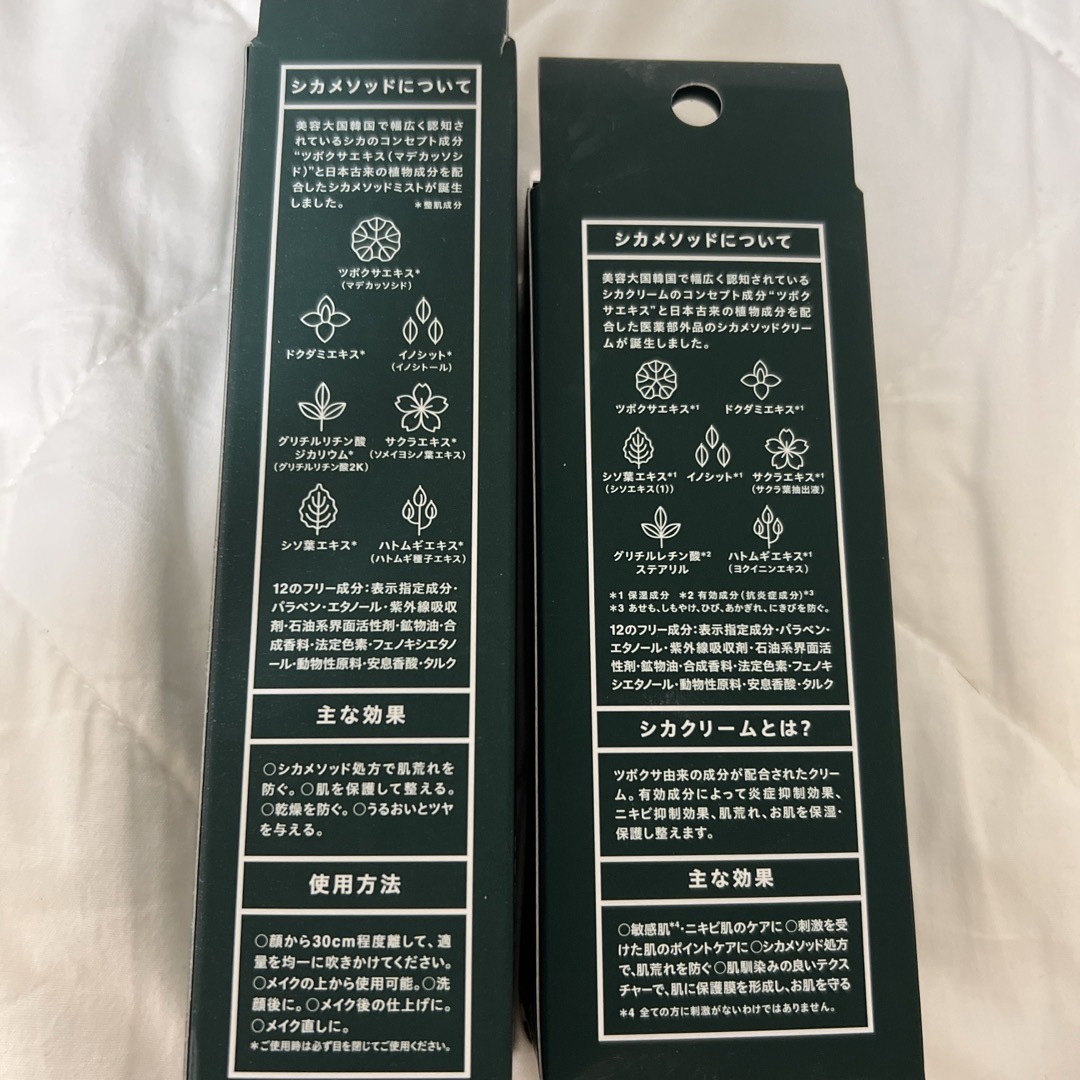 シカメソッドについて
美容大国韓国で幅広く認知さ
れているシカのコンセプト成分
“ツボクサエキス（マデカッソシ
ド）”と日本古来の植物成分を配
合したシカメソッドミストが誕生
しました。 *整肌成分
ツボクサエキス*
（マデカッソシド）
ドクダミエキス* イノシット*
（イノシトール）
グリチルリチン酸 サクラエキス*
ジカリウム* （ソメイヨシノ葉エキス）
（グリチルリチン酸2K）
シソ葉エキス* ハトムギエキス*
（ハトムギ種子エキス）
12のフリー成分：表示指定成分・
パラベン・エタノール・紫外線吸収
剤・石油系界面活性剤・鉱物油・合
成香料・法定色素・フェノキシエタノ
ール・動物性原料・安息香酸・タルク
主な効果
○シカメソッド処方で肌荒れを
防ぐ。○肌を保護して整える。
○乾燥を防ぐ。○うるおいとツヤ
を与える。
使用方法
○顔から30cm程度離して、適
量を均一に吹きかけてください。
○メイクの上から使用可能。○洗
顔後に。○メイク後の仕上げに。
○メイク直しに。
*ご使用時は必ず目を閉じてご使用ください。
シカメソッドについて
美容大国韓国で幅広く認知されている
シカクリームのコンセプト成分“ツボク
サエキス”と日本古来の植物成分を配
合した医薬部外品のシカメソッドクリー
ムが誕生しました。
ツボクサエキス*1 ドクダミエキス*1
シソ葉エキス*1 イノシット*1 サクラエキス*1
（シソエキス（1）） （サクラ葉抽出液）
グリチルレチン酸*2 ハトムギエキス*1
ステアリル （ヨクイニンエキス）
*1 保湿成分 *2 有効成分（抗炎症成分）*3
*3 あせも、しもやけ、ひび、あかぎれ、にきびを防ぐ。
12のフリー成分：表示指定成分・パラベン・
エタノール・紫外線吸収剤・石油系界面活
性剤・鉱物油・合成香料・法定色素・フェノキ
シエタノール・動物性原料・安息香酸・タルク
シカクリームとは？
ツボクサ由来の成分が配合されたクリー
ム。有効成分によって炎症抑制効果、
ニキビ抑制効果、肌荒れ、お肌を保湿・
保護し整えます。
主な効果
○敏感肌*4・ニキビ肌のケアに ○刺激を受
けた肌のポイントケアに ○シカメソッド処方
で、肌荒れを防ぐ ○肌馴染みの良いテクス
チャーで、肌に保護膜を形成し、お肌を守る
*4 全ての方に刺激がないわけではありません。